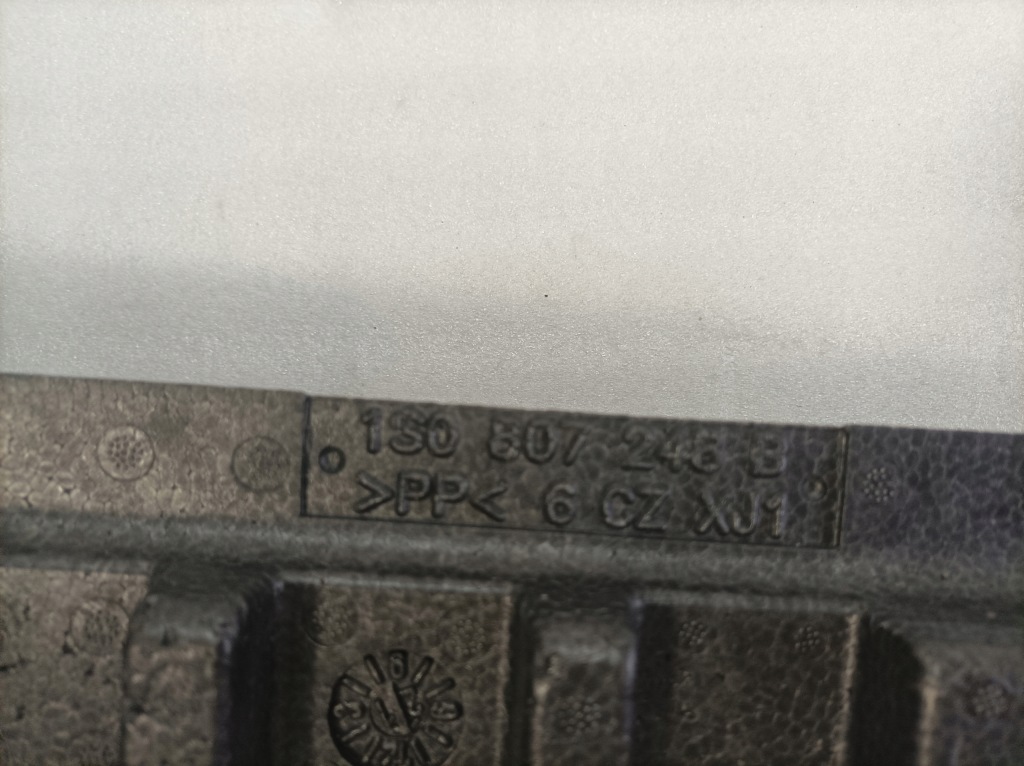 1S0 807 248 B
>PP< 6 CZ XJ1